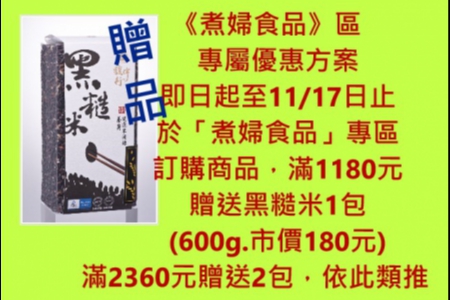 贈品
黑糙米
《煮婦食品》區
專屬優惠方案
即日起至11/17日止
於「煮婦食品」專區
訂購商品，滿1180元
贈送黑糙米1包
(600g.市價180元)
滿2360元贈送2包，依此類推